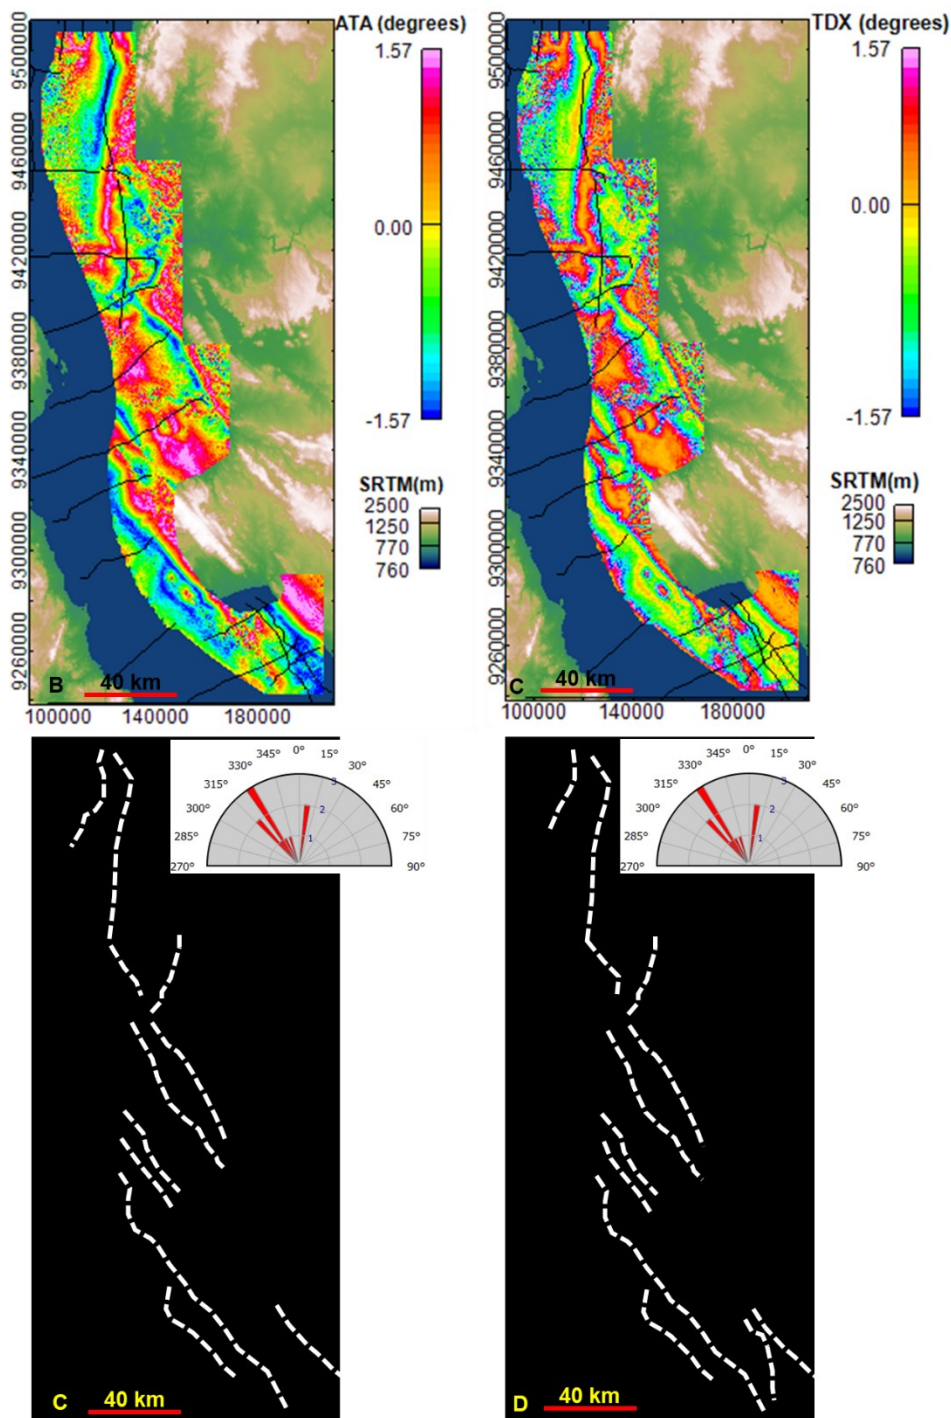 ATA (degrees)
1.57
0.00
-1.57
SRTM(m)
2500
1250
770
760
9500000
9460000
9420000
9380000
9340000
9300000
9260000
B
40 km
100000 140000 180000
TDX (degrees)
1.57
0.00
-1.57
SRTM(m)
2500
1250
770
760
9500000
9460000
9420000
9380000
9340000
9300000
9260000
C
40 km
100000 140000 180000
270° 285° 300° 315° 330° 345° 0° 15° 30° 45° 60° 75° 90°
1 2 3
C
40 km
270° 285° 300° 315° 330° 345° 0° 15° 30° 45° 60° 75° 90°
1 2 3
D
40 km